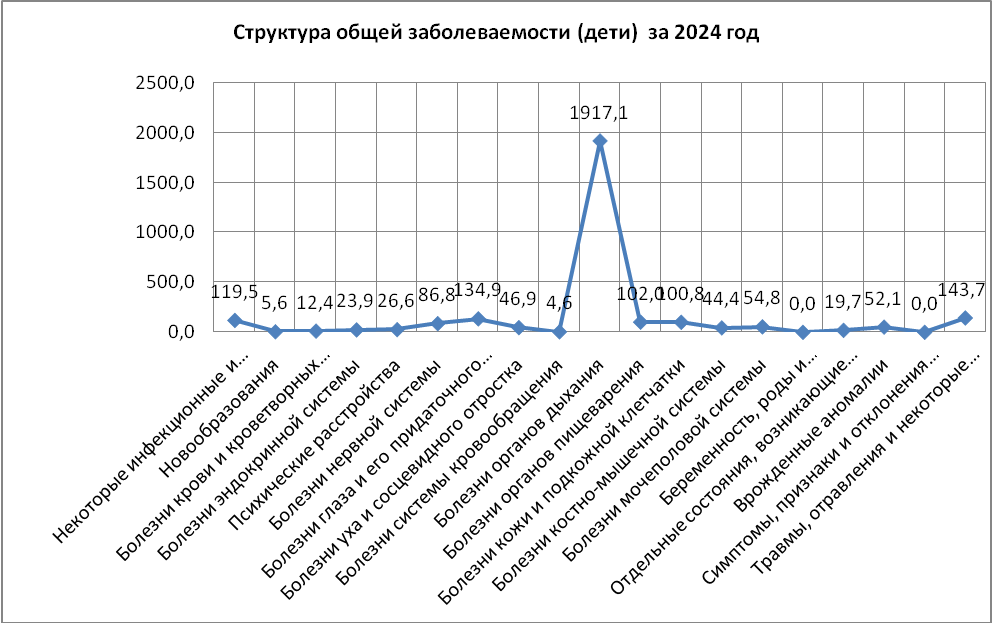 Структура общей заболеваемости (дети) за 2024 год
2500,0
2000,0
1500,0
1000,0
500,0
0,0
119,5
5,6
12,4
23,9
26,6
86,8
134,9
46,9
4,6
1917,1
102,0
100,8
44,4
54,8
0,0
19,7
52,1
0,0
143,7
Некоторые инфекционные и…
Новообразования
Болезни крови и кроветворных…
Болезни эндокринной системы
Психические расстройства
Болезни нервной системы
Болезни глаза и его придаточного…
Болезни уха и сосцевидного отростка
Болезни системы кровообращения
Болезни органов дыхания
Болезни органов пищеварения
Болезни кожи и подкожной клетчатки
Болезни костно-мышечной системы
Болезни мочеполовой системы
Беременность, роды и…
Отдельные состояния, возникающие…
Врожденные аномалии
Симптомы, признаки и отклонения…
Травмы, отравления и некоторые…